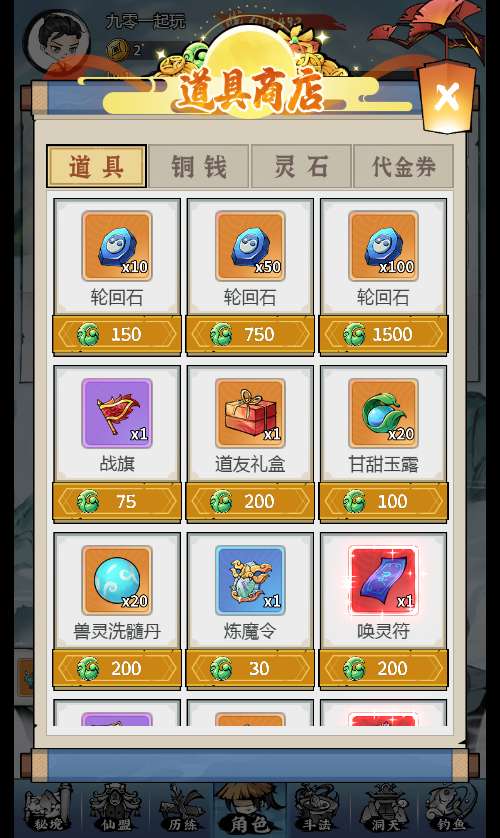 九零一起玩
2
道具商店
X
道具 铜钱 灵石 代金券
x10 x50 x100
轮回石 轮回石 轮回石
150 750 1500
x1 x1 x20
战旗 道友礼盒 甘甜玉露
75 200 100
x20 x1 x1
兽灵洗髓丹 炼魔令 唤灵符
200 30 200
秘境 仙盟 历练 角色 斗法 洞天 钓鱼